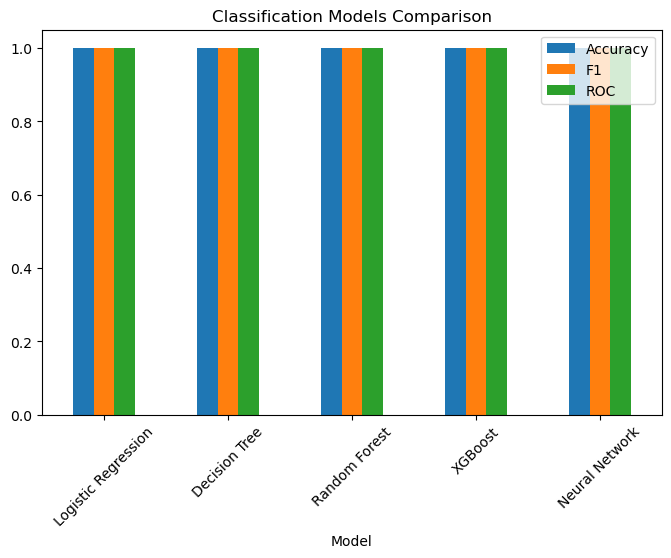 Classification Models Comparison
Accuracy
F1
ROC
1.0
0.8
0.6
0.4
0.2
0.0
Logistic Regression
Decision Tree
Random Forest
XGBoost
Neural Network
Model